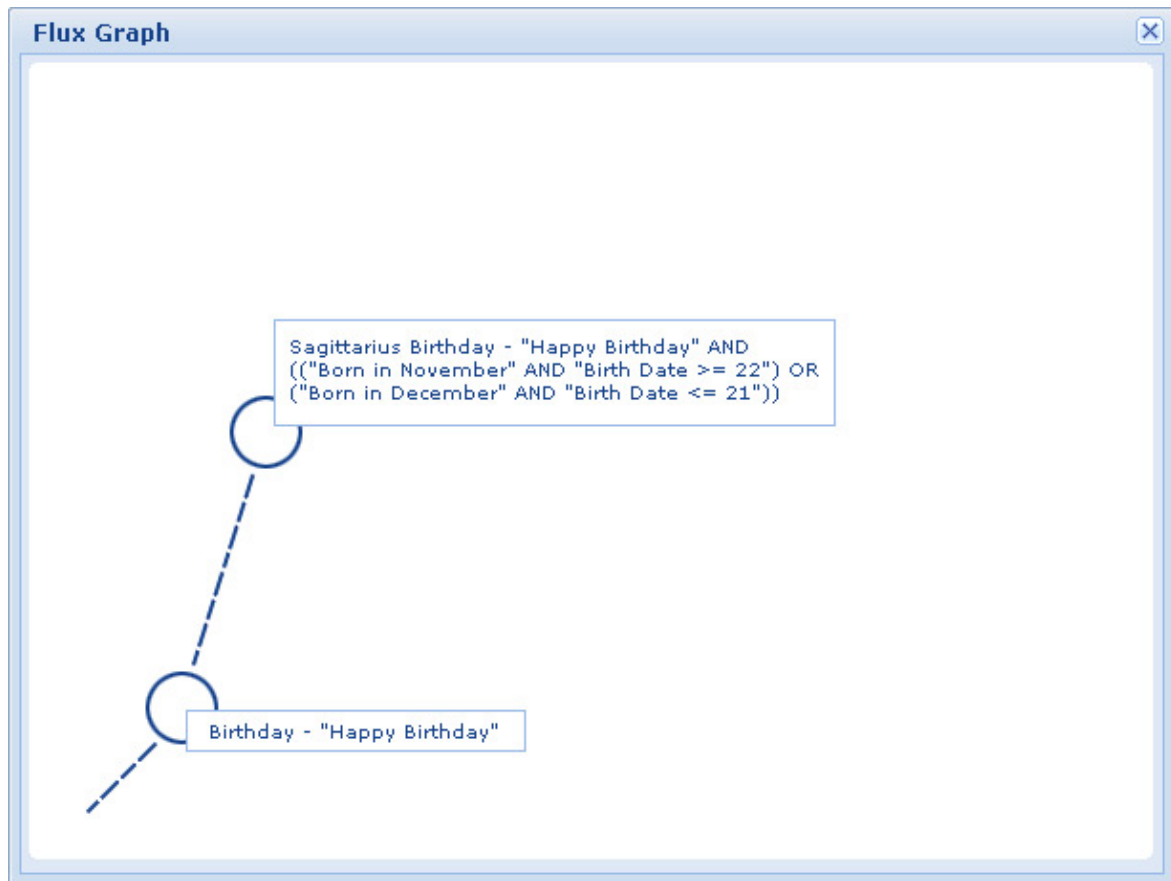 Flux Graph
Sagittarius Birthday - "Happy Birthday" AND
(("Born in November" AND "Birth Date >= 22") OR
("Born in December" AND "Birth Date <= 21"))
Birthday - "Happy Birthday"